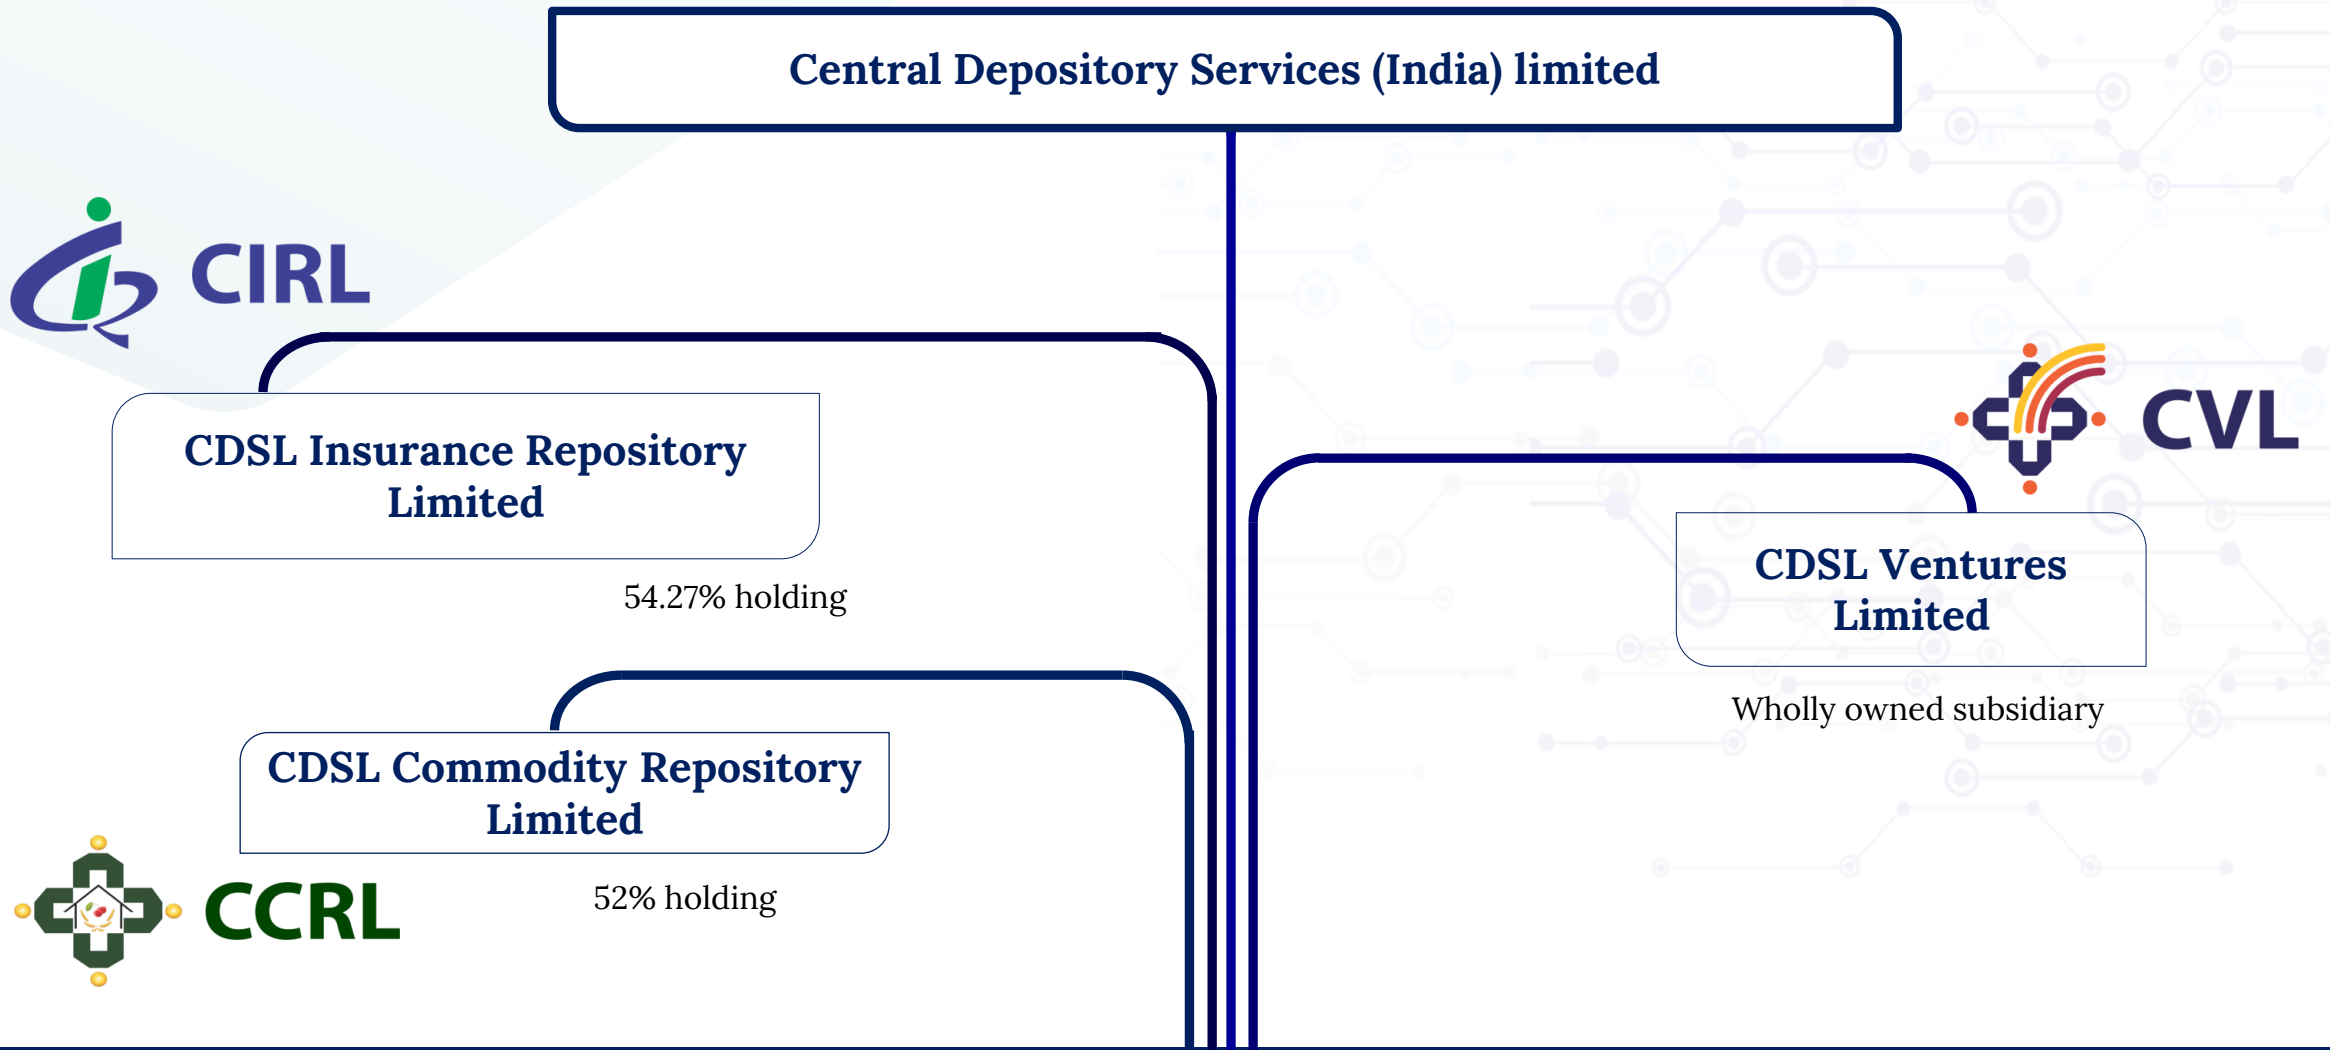 Central Depository Services (India) limited
CIRL
CDSL Insurance Repository
Limited
54.27% holding
CVL
CDSL Ventures
Limited
Wholly owned subsidiary
CDSL Commodity Repository
Limited
52% holding
CCRL